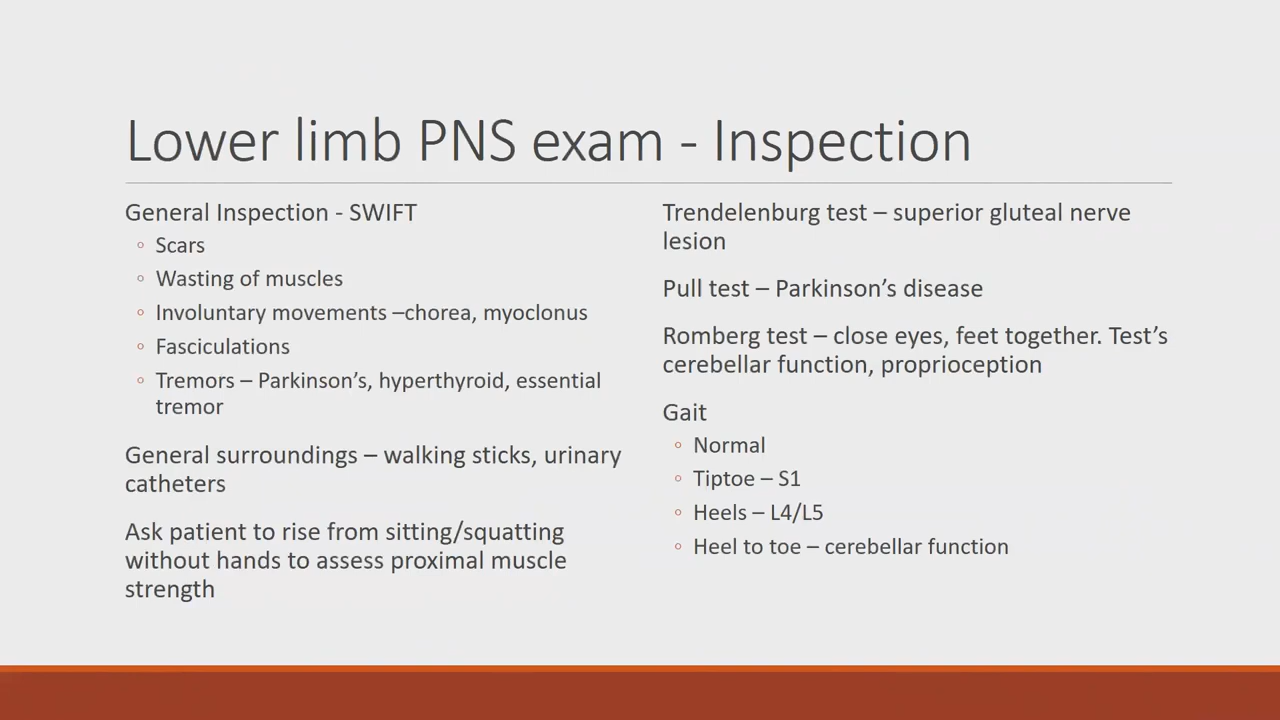 Lower limb PNS exam - Inspection
General Inspection - SWIFT
Scars
Wasting of muscles
Involuntary movements –chorea, myoclonus
Fasciculations
Tremors – Parkinson’s, hyperthyroid, essential
tremor
General surroundings – walking sticks, urinary
catheters
Ask patient to rise from sitting/squatting
without hands to assess proximal muscle
strength
Trendelenburg test – superior gluteal nerve
lesion
Pull test – Parkinson’s disease
Romberg test – close eyes, feet together. Test’s
cerebellar function, proprioception
Gait
Normal
Tiptoe – S1
Heels – L4/L5
Heel to toe – cerebellar function